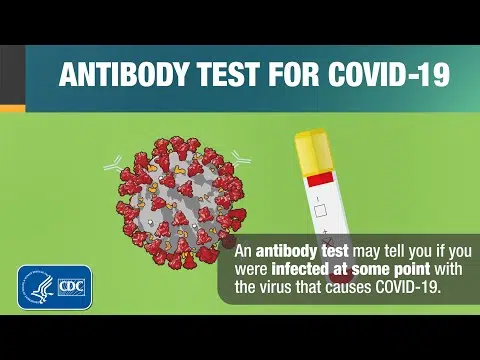 ANTIBODY TEST FOR COVID-19
-
+
An antibody test may tell you if you
were infected at some point with
the virus that causes COVID-19.
CDC